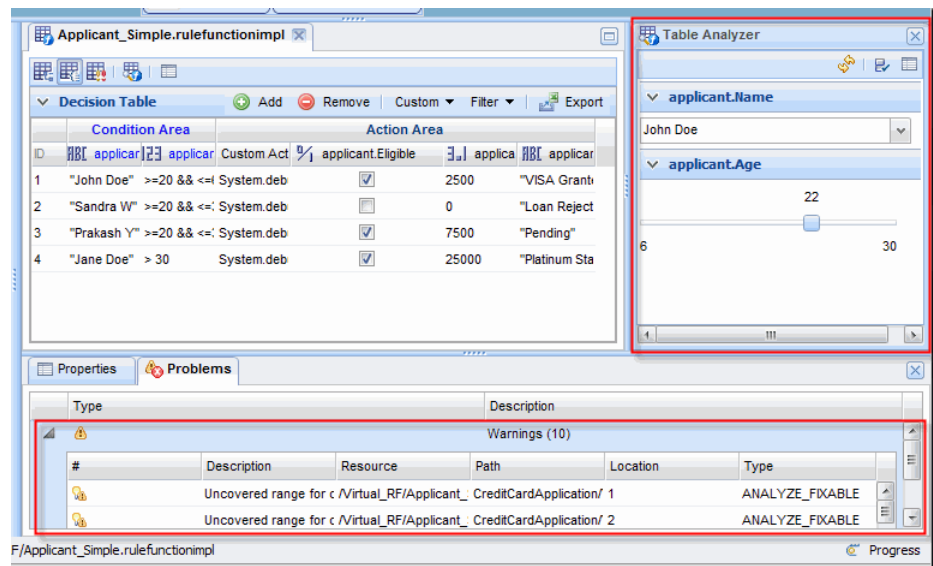 Applicant_Simple.rulefunctionimpl
Table Analyzer
Decision Table Add Remove Custom Filter Export
applicant.Name
Condition Area Action Area
John Doe
ID applicar applicar Custom Act applicant.Eligible applica applicar
applicant.Age
1 "John Doe" >=20 && <=( System.deb 2500 "VISA Grant
2 "Sandra W" >=20 && <=: System.deb 0 "Loan Reject
22
3 "Prakash Y" >=20 && <=: System.deb 7500 "Pending"
6 30
4 "Jane Doe" > 30 System.deb 25000 "Platinum Sta
Properties Problems
Type Description
Warnings (10)
# Description Resource Path Location Type
Uncovered range for c /Virtual_RF/Applicant_ CreditCardApplication/ 1 ANALYZE_FIXABLE
Uncovered range for c /Virtual_RF/Applicant_ CreditCardApplication/ 2 ANALYZE_FIXABLE
F/Applicant_Simple.rulefunctionimpl Progress